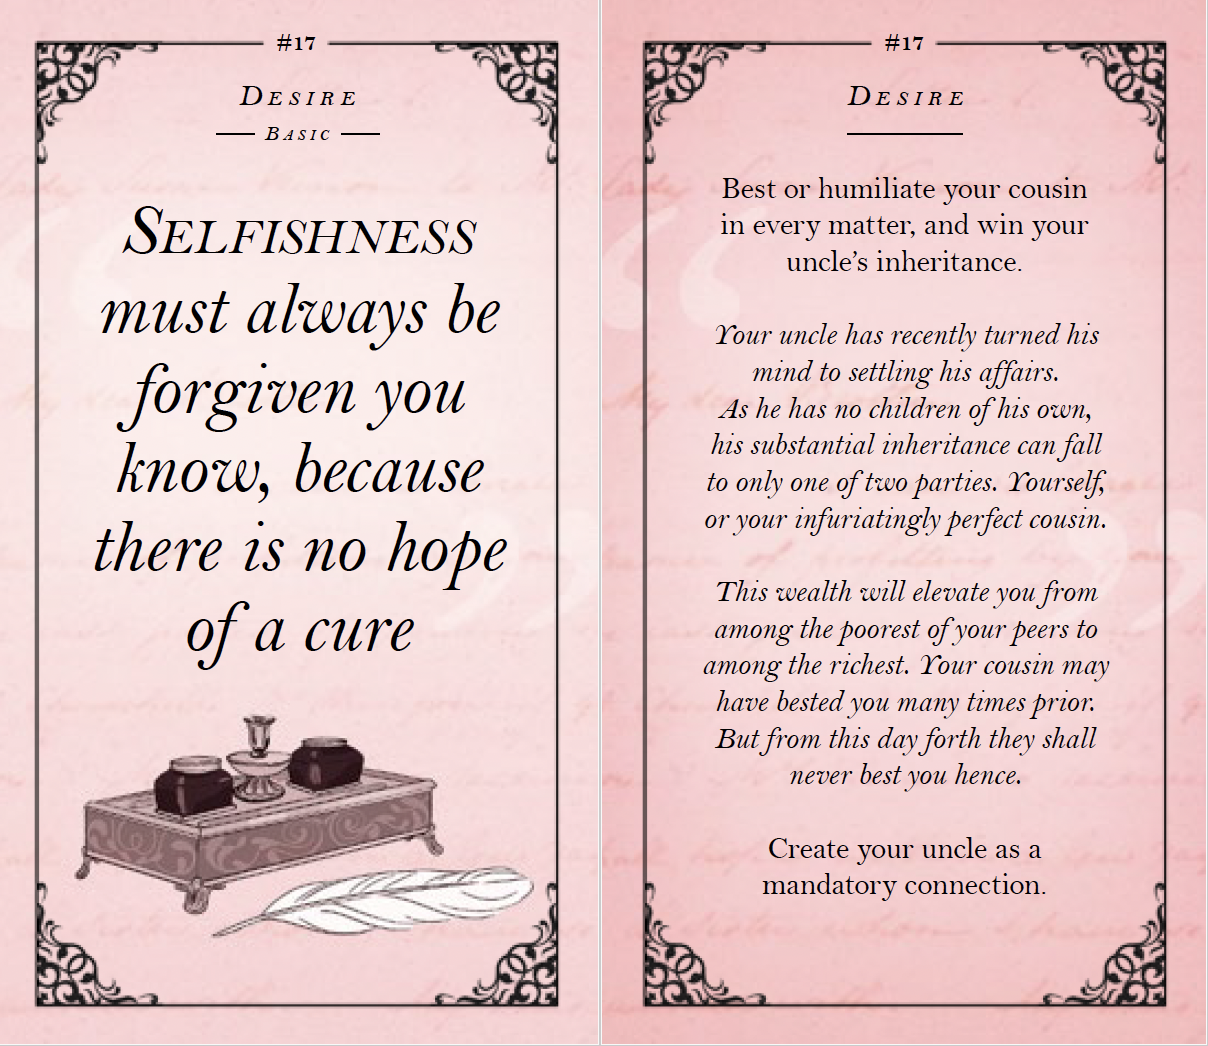 #17
DESIRE
BASIC
SELFISHNESS
must always be
forgiven you
know, because
there is no hope
of a cure
#17
DESIRE
Best or humiliate your cousin
in every matter, and win your
uncle's inheritance.
Your uncle has recently turned his
mind to settling his affairs.
As he has no children of his own,
his substantial inheritance can fall
to only one of two parties. Yourself,
or your infuriatingly perfect cousin.
This wealth will elevate you from
among the poorest of your peers to
among the richest. Your cousin may
have bested you many times prior.
But from this day forth they shall
never best you hence.
Create your uncle as a
mandatory connection.